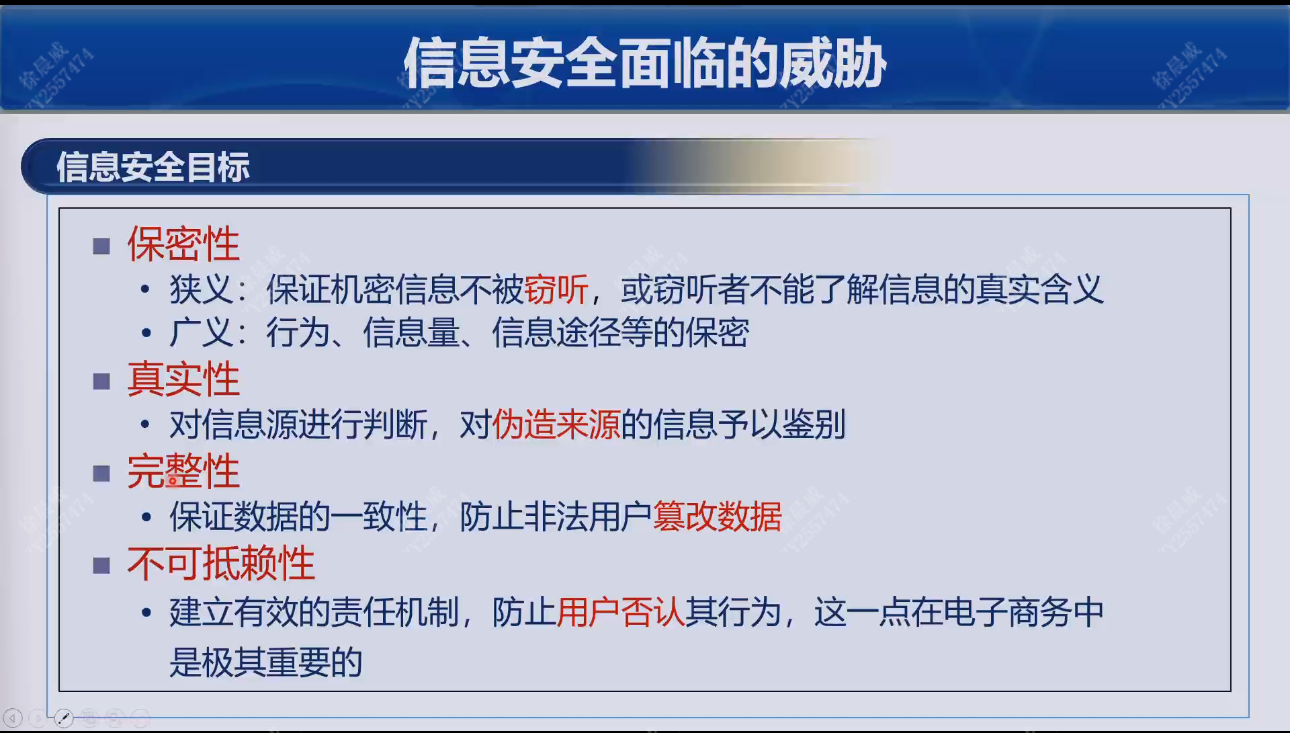 信息安全面临的威胁
信息安全目标
保密性
狭义：保证机密信息不被窃听，或窃听者不能了解信息的真实含义
广义：行为、信息量、信息途径等的保密
真实性
对信息源进行判断，对伪造来源的信息予以鉴别
完整性
保证数据的一致性，防止非法用户篡改数据
不可抵赖性
建立有效的责任机制，防止用户否认其行为，这一点在电子商务中
是极其重要的
徐晨威
ZY2557474